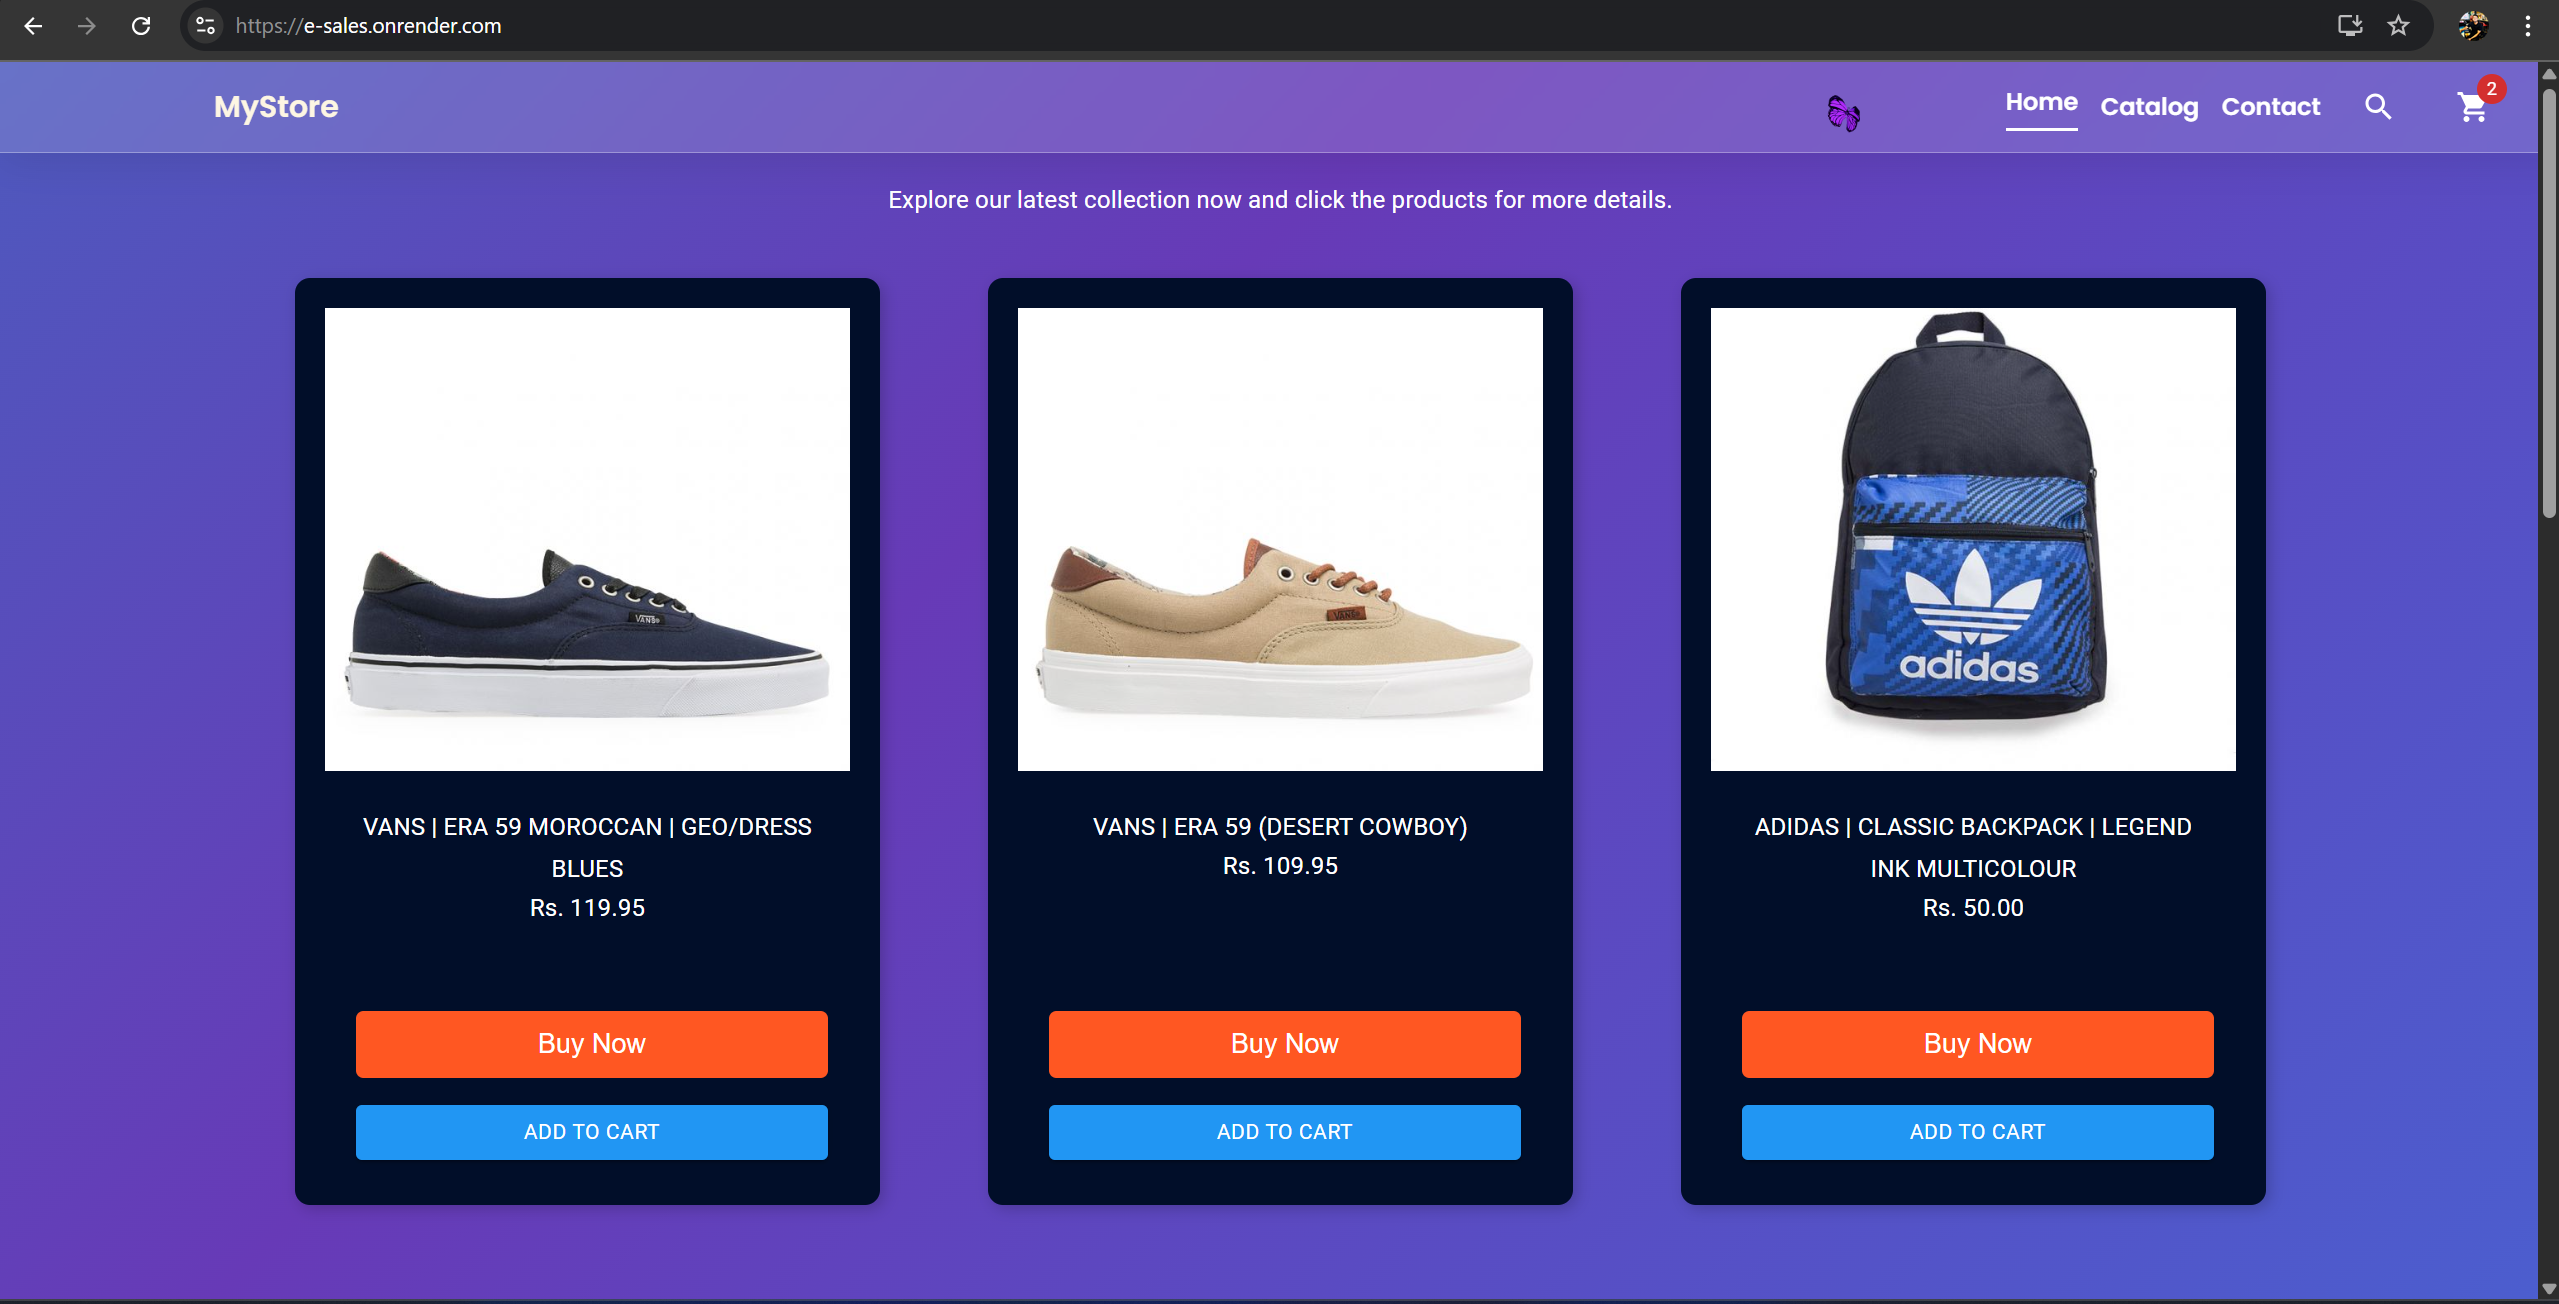 https://e-sales.onrender.com
MyStore
Home Catalog Contact 2
Explore our latest collection now and click the products for more details.
VANS
VANS
adidas
VANS | ERA 59 MOROCCAN | GEO/DRESS
BLUES
Rs. 119.95
VANS | ERA 59 (DESERT COWBOY)
Rs. 109.95
ADIDAS | CLASSIC BACKPACK | LEGEND
INK MULTICOLOUR
Rs. 50.00
Buy Now
Buy Now
Buy Now
ADD TO CART
ADD TO CART
ADD TO CART